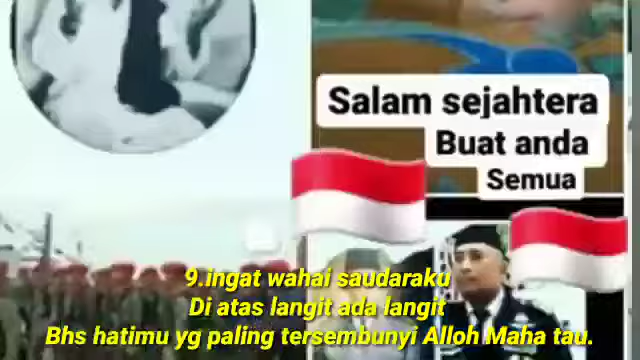 Salam sejahtera
Buat anda
Semua
9.ingat wahai saudaraku
Di atas langit ada langit
Bhs hatimu yg paling tersembunyi Alloh Maha tau.